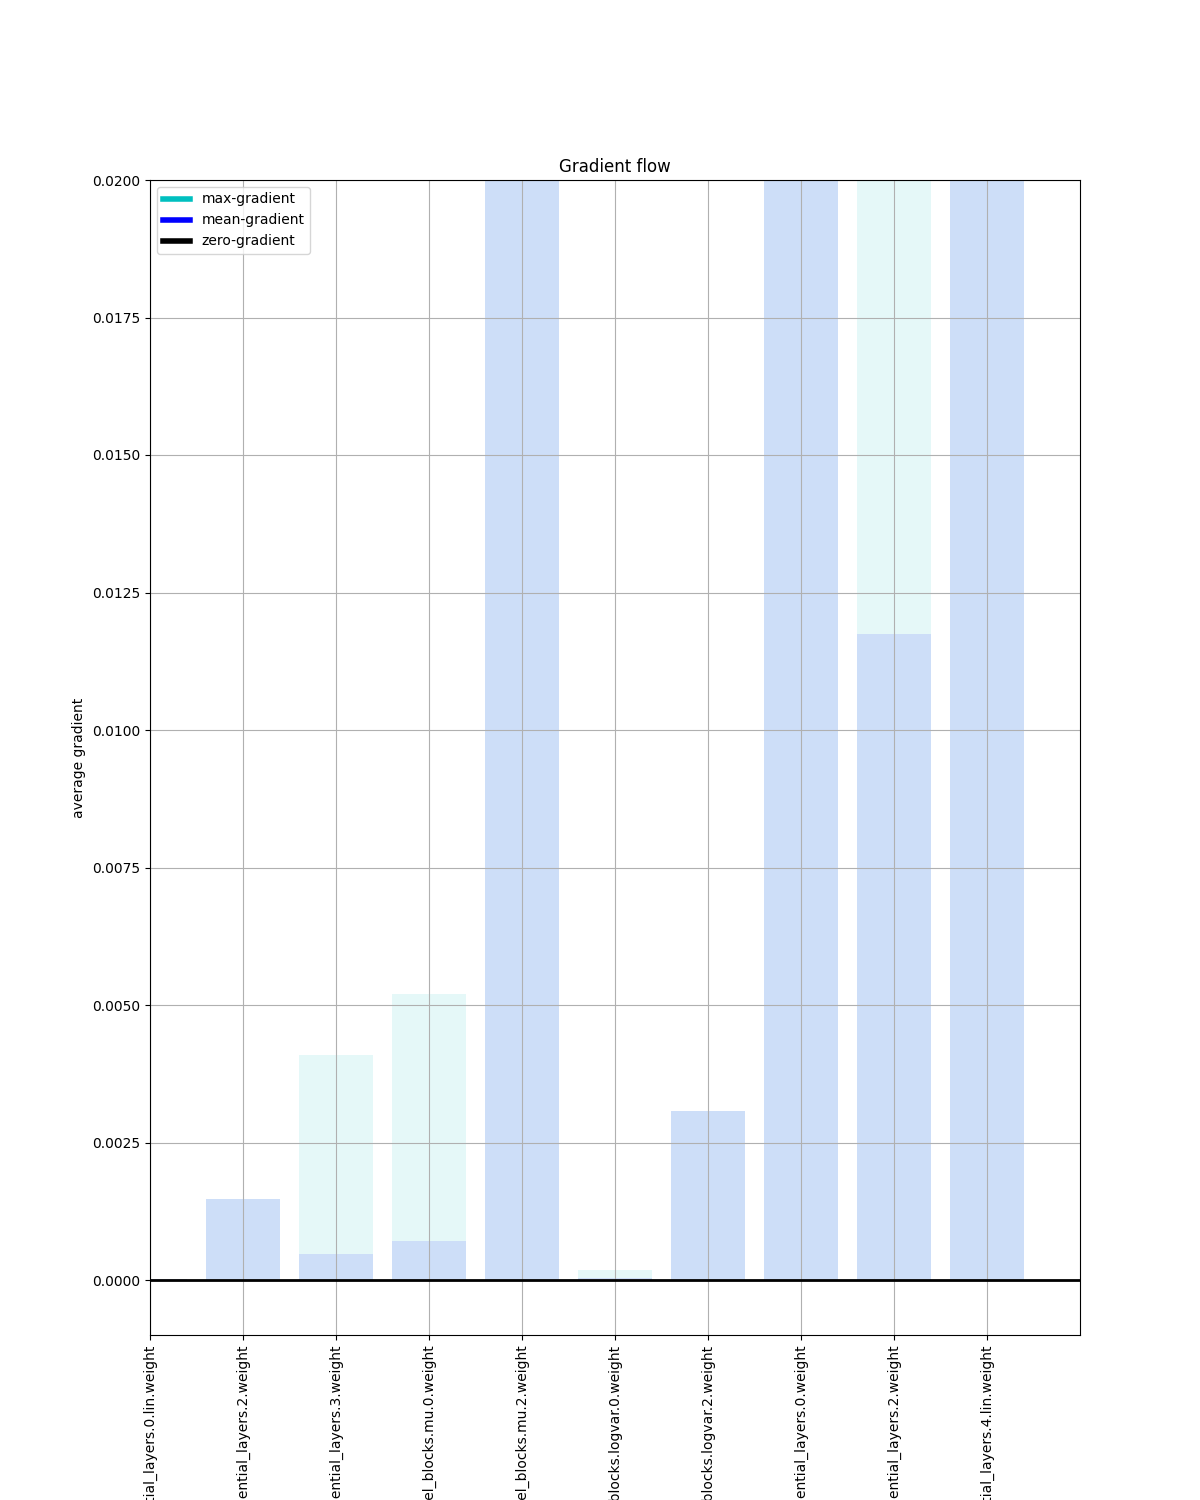 Gradient flow
max-gradient
mean-gradient
zero-gradient
0.0200
0.0175
0.0150
0.0125
0.0100
0.0075
0.0050
0.0025
0.0000
average gradient
tial_layers.0.lin.weight
ential_layers.2.weight
ential_layers.3.weight
el_blocks.mu.0.weight
el_blocks.mu.2.weight
blocks.logvar.0.weight
blocks.logvar.2.weight
ential_layers.0.weight
ential_layers.2.weight
tial_layers.4.lin.weight